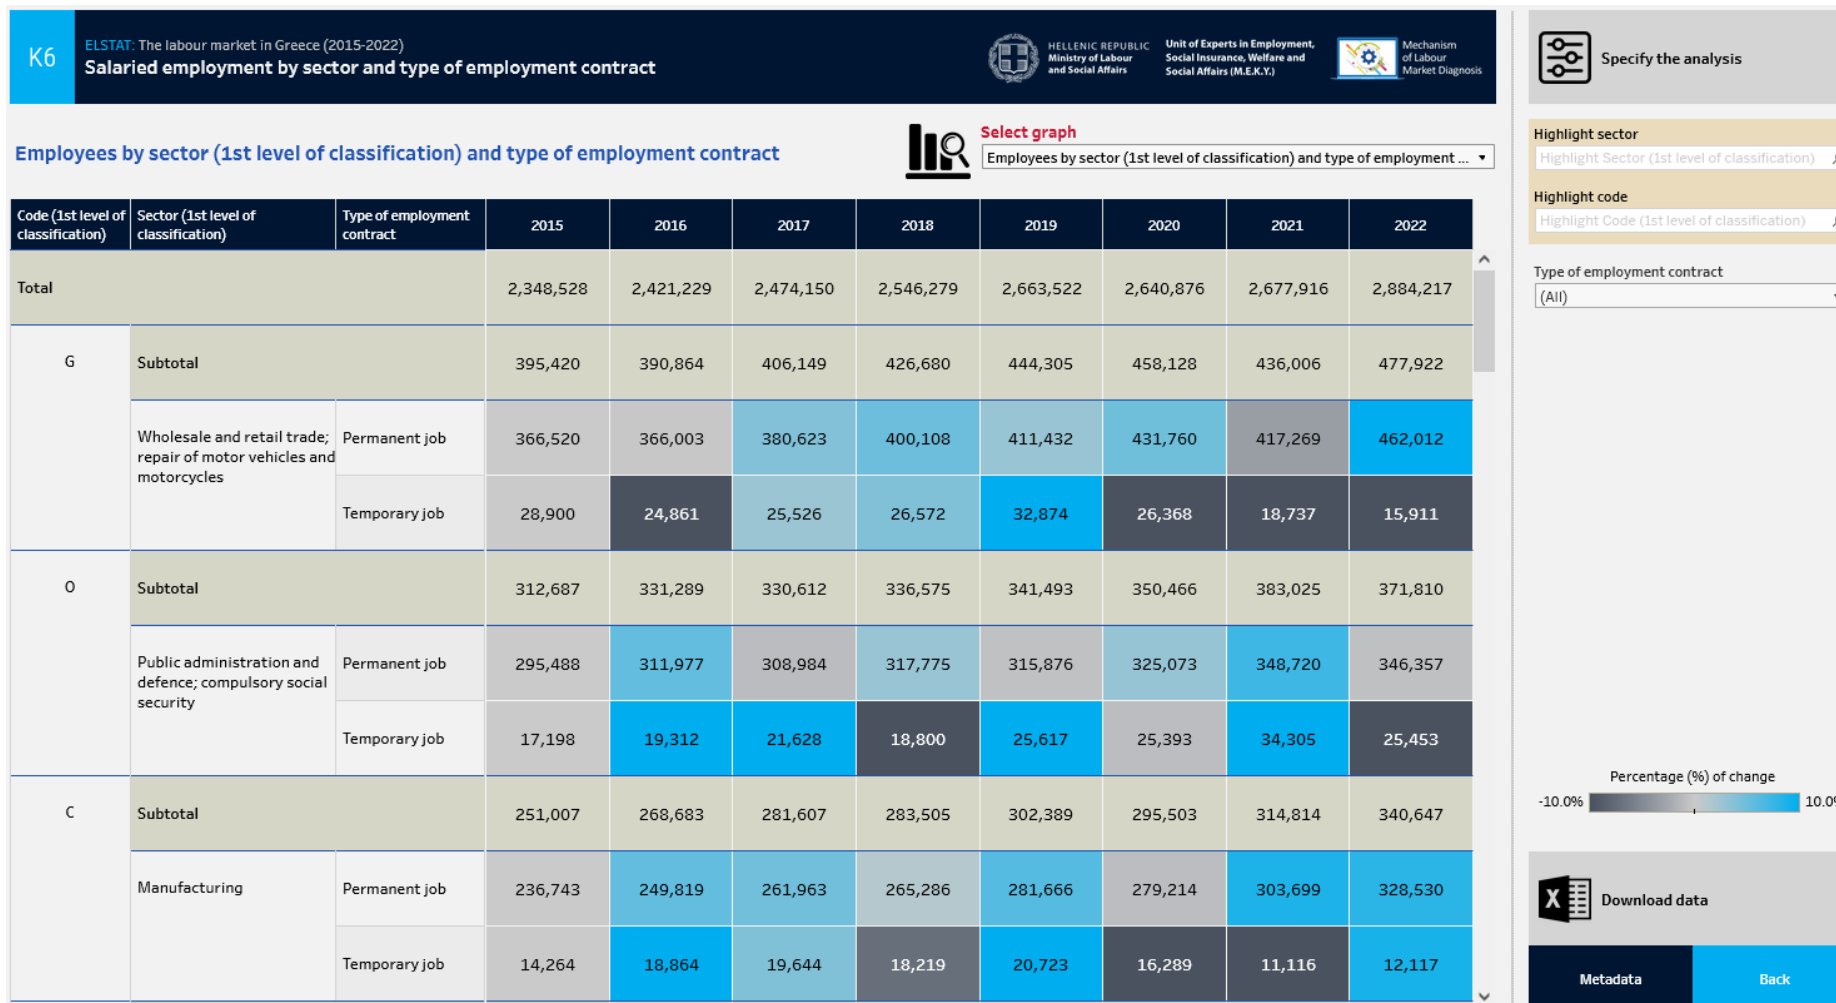 K6
ELSTAT: The labour market in Greece (2015-2022)
Salaried employment by sector and type of employment contract
HELLENIC REPUBLIC
Ministry of Labour
and Social Affairs
Unit of Experts in Employment,
Social Insurance, Welfare and
Social Affairs (M.E.K.Y.)
Mechanism
of Labour
Market Diagnosis
Specify the analysis
Employees by sector (1st level of classification) and type of employment contract
Select graph
Employees by sector (1st level of classification) and type of employment ...
Highlight sector
Highlight Sector (1st level of classification)
Highlight code
Highlight Code (1st level of classification)
Type of employment contract
(All)
Code (1st level of classification) Sector (1st level of classification) Type of employment contract 2015 2016 2017 2018 2019 2020 2021 2022
Total 2,348,528 2,421,229 2,474,150 2,546,279 2,663,522 2,640,876 2,677,916 2,884,217
G Subtotal 395,420 390,864 406,149 426,680 444,305 458,128 436,006 477,922
Wholesale and retail trade;
repair of motor vehicles and
motorcycles
Permanent job 366,520 366,003 380,623 400,108 411,432 431,760 417,269 462,012
Temporary job 28,900 24,861 25,526 26,572 32,874 26,368 18,737 15,911
O Subtotal 312,687 331,289 330,612 336,575 341,493 350,466 383,025 371,810
Public administration and
defence; compulsory social
security
Permanent job 295,488 311,977 308,984 317,775 315,876 325,073 348,720 346,357
Temporary job 17,198 19,312 21,628 18,800 25,617 25,393 34,305 25,453
C Subtotal 251,007 268,683 281,607 283,505 302,389 295,503 314,814 340,647
Manufacturing Permanent job 236,743 249,819 261,963 265,286 281,666 279,214 303,699 328,530
Temporary job 14,264 18,864 19,644 18,219 20,723 16,289 11,116 12,117
Percentage (%) of change
-10.0% 10.0%
X
Download data
Metadata
Back